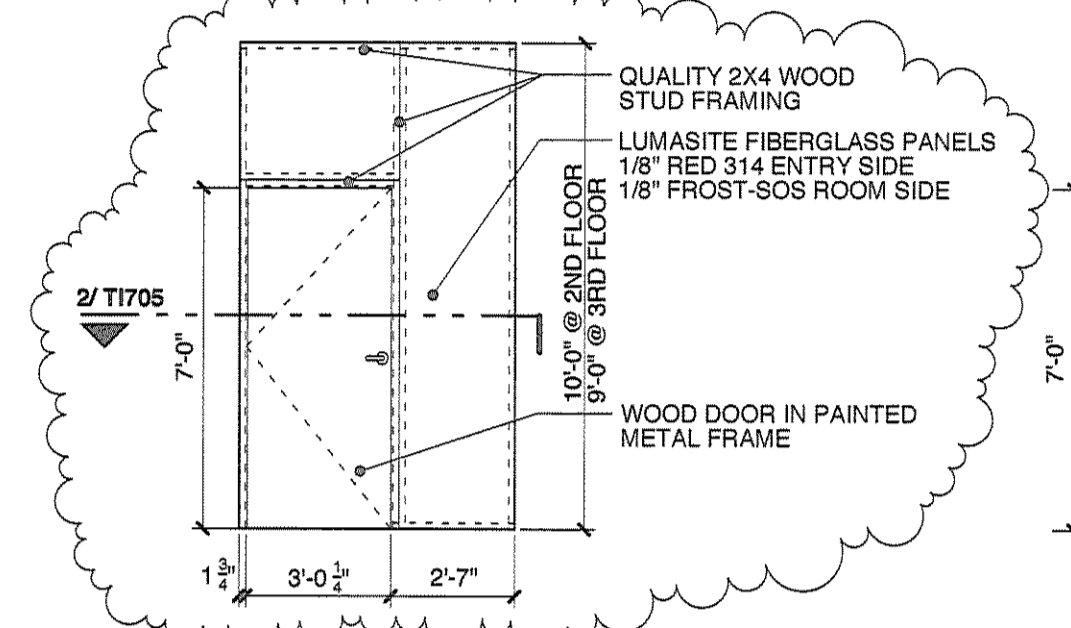 QUALITY 2X4 WOOD
STUD FRAMING
LUMASITE FIBERGLASS PANELS
1/8" RED 314 ENTRY SIDE
1/8" FROST-SOS ROOM SIDE
10'-0" @ 2ND FLOOR
9'-0" @ 3RD FLOOR
2/ TI705
7'-0"
7'-0"
WOOD DOOR IN PAINTED
METAL FRAME
1 3/4"
3'-0 1/4"
2'-7"